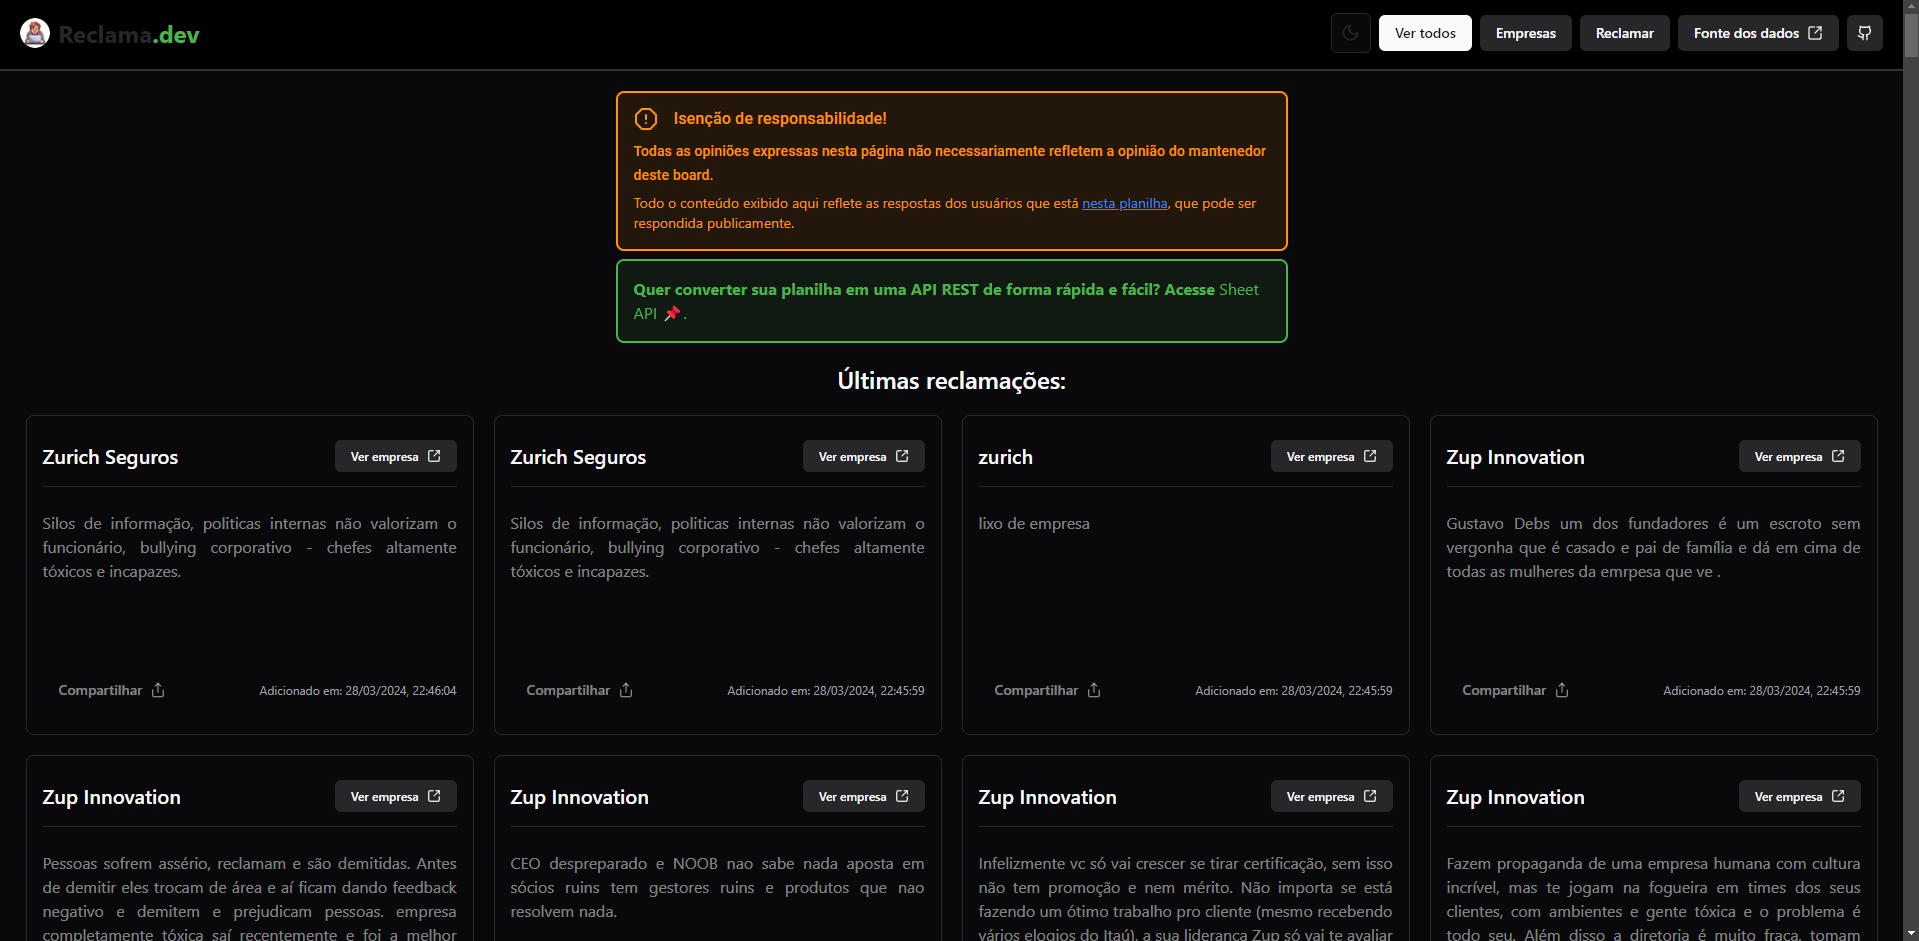 Reclama.dev
Ver todos
Empresas
Reclamar
Fonte dos dados
Isenção de responsabilidade!
Todas as opiniões expressas nesta página não necessariamente refletem a opinião do mantenedor
deste board.
Todo o conteúdo exibido aqui reflete as respostas dos usuários que está nesta planilha, que pode ser
respondida publicamente.
Quer converter sua planilha em uma API REST de forma rápida e fácil? Acesse Sheet
API 📌 .
Últimas reclamações:
Zurich Seguros
Ver empresa
Silos de informação, politicas internas não valorizam o
funcionário, bullying corporativo - chefes altamente
tóxicos e incapazes.
Compartilhar
Adicionado em: 28/03/2024, 22:46:04
Zurich Seguros
Ver empresa
Silos de informação, politicas internas não valorizam o
funcionário, bullying corporativo - chefes altamente
tóxicos e incapazes.
Compartilhar
Adicionado em: 28/03/2024, 22:45:59
zurich
Ver empresa
lixo de empresa
Compartilhar
Adicionado em: 28/03/2024, 22:45:59
Zup Innovation
Ver empresa
Gustavo Debs um dos fundadores é um escroto sem
vergonha que é casado e pai de família e dá em cima de
todas as mulheres da emrpesa que ve .
Compartilhar
Adicionado em: 28/03/2024, 22:45:59
Zup Innovation
Ver empresa
Pessoas sofrem assério, reclamam e são demitidas. Antes
de demitir eles trocam de área e aí ficam dando feedback
negativo e demitem e prejudicam pessoas. empresa
completamente tóxica saí recentemente e foi a melhor
Zup Innovation
Ver empresa
CEO despreparado e NOOB nao sabe nada aposta em
sócios ruins tem gestores ruins e produtos que nao
resolvem nada.
Zup Innovation
Ver empresa
Infelizmente vc só vai crescer se tirar certificação, sem isso
não tem promoção e nem mérito. Não importa se está
fazendo um ótimo trabalho pro cliente (mesmo recebendo
vários elogios do Itaú), a sua liderança Zup só vai te avaliar
Zup Innovation
Ver empresa
Fazem propaganda de uma empresa humana com cultura
incrível, mas te jogam na fogueira em times dos seus
clientes, com ambientes e gente tóxica e o problema é
todo seu. Além disso a diretoria é muito fraca, tomam